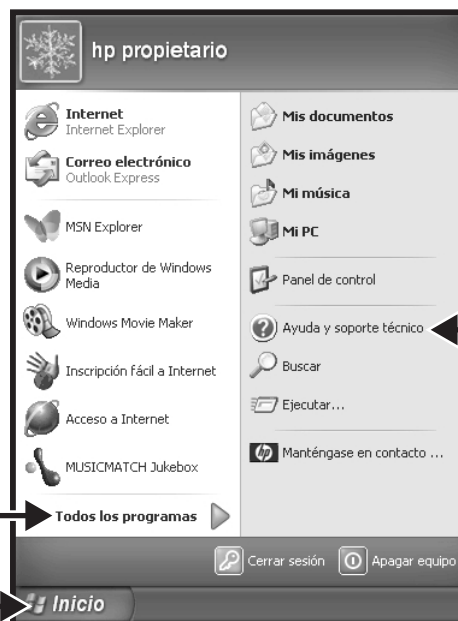 hp propietario
Internet
Internet Explorer
Correo electrónico
Outlook Express
MSN Explorer
Reproductor de Windows
Media
Windows Movie Maker
Inscripción fácil a Internet
Acceso a Internet
MUSICMATCH Jukebox
Todos los programas
Mis documentos
Mis imágenes
Mi música
Mi PC
Panel de control
Ayuda y soporte técnico
Buscar
Ejecutar...
hp
Manténgase en contacto ...
Cerrar sesión
Apagar equipo
Inicio